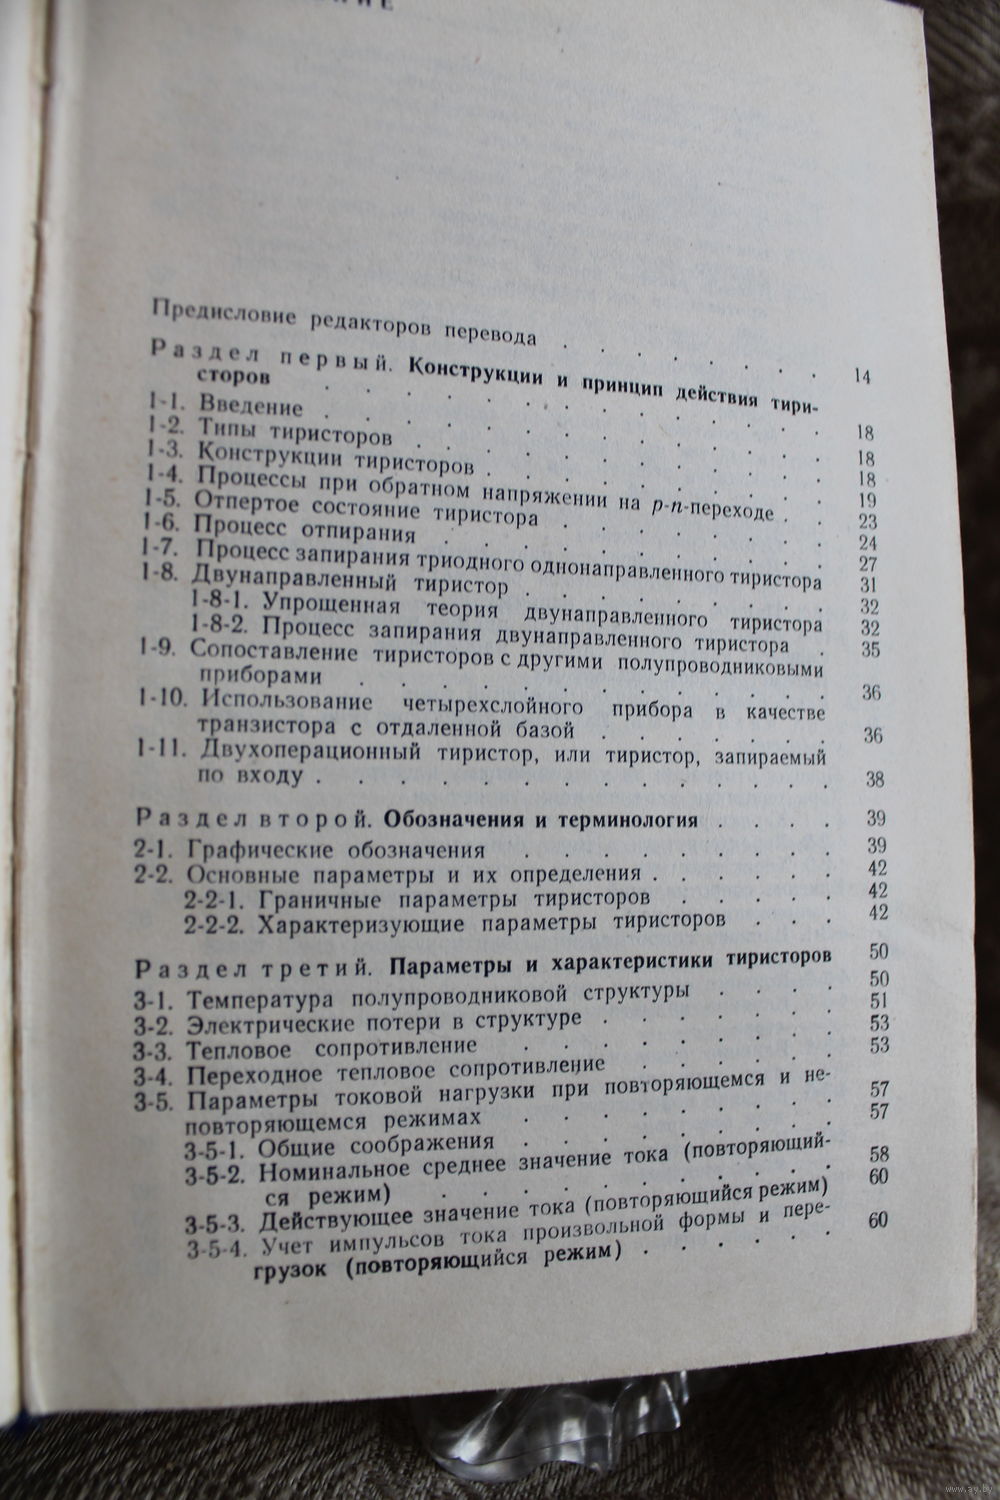 Предисловие редакторов перевода . . . . . . 14
Раздел первый. Конструкции и принцип действия тири-
сторов . . . . . . . . . . 18
1-1. Введение . . . . . . . . . . 18
1-2. Типы тиристоров . . . . . . . . . 18
1-3. Конструкции тиристоров . . . . . . . 19
1-4. Процессы при обратном напряжении на p-n-переходе . . 23
1-5. Отпертое состояние тиристора . . . . . . 24
1-6. Процесс отпирания . . . . . . . . 27
1-7. Процесс запирания триодного однонаправленного тиристора 31
1-8. Двунаправленный тиристор . . . . . . . 32
1-8-1. Упрощенная теория двунаправленного тиристора 32
1-8-2. Процесс запирания двунаправленного тиристора . 35
1-9. Сопоставление тиристоров с другими полупроводниковыми
приборами . . . . . . . . . . 36
1-10. Использование четырехслойного прибора в качестве
транзистора с отдаленной базой . . . . . . 36
1-11. Двухоперационный тиристор, или тиристор, запираемый
по входу . . . . . . . . . . . 38
Раздел второй. Обозначения и терминология . . . . 39
2-1. Графические обозначения . . . . . . . . 39
2-2. Основные параметры и их определения . . . . . 42
2-2-1. Граничные параметры тиристоров . . . . 42
2-2-2. Характеризующие параметры тиристоров . . . 42
Раздел третий. Параметры и характеристики тиристоров 50
3-1. Температура полупроводниковой структуры . . . . 50
3-2. Электрические потери в структуре . . . . . . 51
3-3. Тепловое сопротивление . . . . . . . . 53
3-4. Переходное тепловое сопротивление . . . . . 53
3-5. Параметры токовой нагрузки при повторяющемся и не-
повторяющемся режимах . . . . . . . . 57
3-5-1. Общие соображения . . . . . . . . 57
3-5-2. Номинальное среднее значение тока (повторяющий-
ся режим) . . . . . . . . . . 58
3-5-3. Действующее значение тока (повторяющийся режим) 60
3-5-4. Учет импульсов тока произвольной формы и пере-
грузок (повторяющийся режим) . . . . . 60
www.ay.by